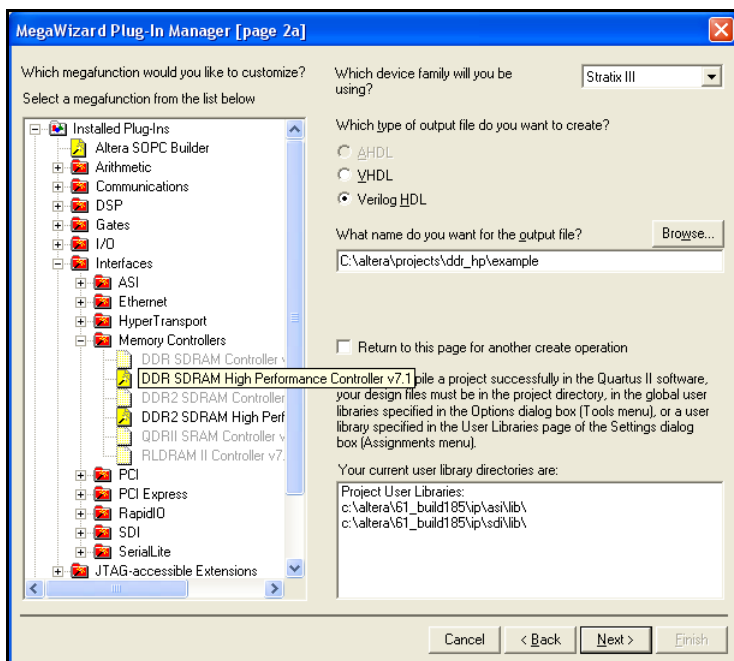 MegaWizard Plug-In Manager [page 2a]
Which megafunction would you like to customize?
Select a megafunction from the list below
Installed Plug-Ins
Altera SOPC Builder
Arithmetic
Communications
DSP
Gates
I/O
Interfaces
ASI
Ethernet
HyperTransport
Memory Controllers
DDR SDRAM Controller v
DDR SDRAM High Performance Controller v7.1
DDR2 SDRAM Controller
DDR2 SDRAM High Perf
QDRII SRAM Controller v
RLDRAM II Controller v7.
PCI
PCI Express
RapidIO
SDI
SerialLite
JTAG-accessible Extensions
Which device family will you be
using?
Stratix III
Which type of output file do you want to create?
AHDL
VHDL
Verilog HDL
What name do you want for the output file?
Browse...
C:\altera\projects\ddr_hp\example
Return to this page for another create operation
pile a project successfully in the Quartus II software,
your design files must be in the project directory, in the global user
libraries specified in the Options dialog box (Tools menu), or a user
library specified in the User Libraries page of the Settings dialog
box (Assignments menu).
Your current user library directories are:
Project User Libraries:
c:\altera\61_build185\ip\asi\lib\
c:\altera\61_build185\ip\sdi\lib\
Cancel
< Back
Next >
Finish